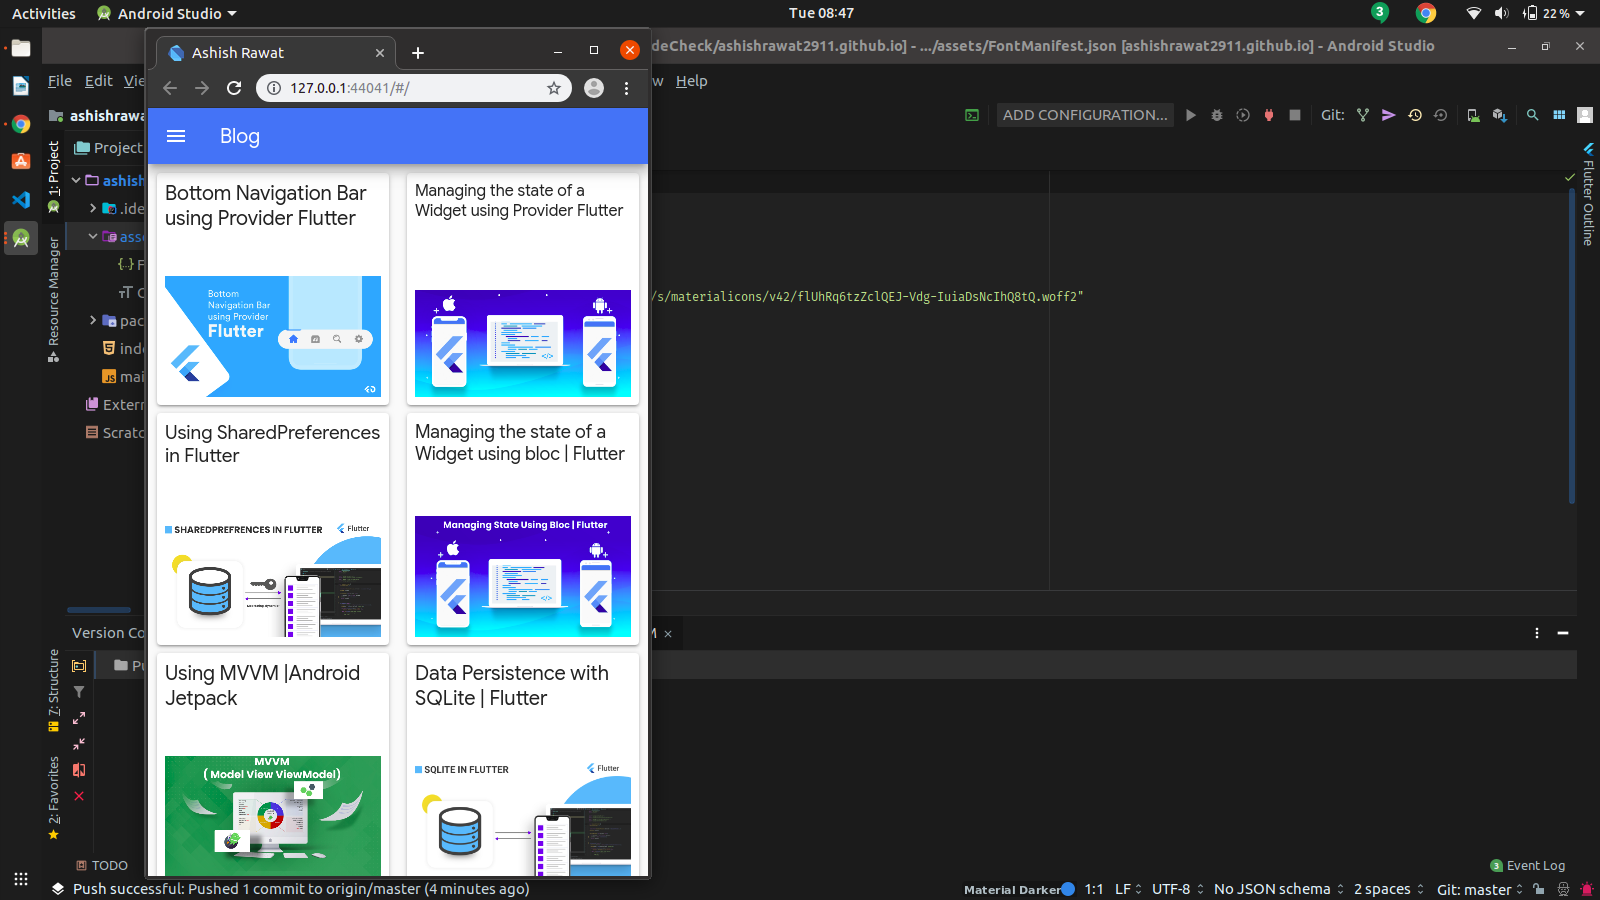 Activities
Android Studio
Tue 08:47
3
22 %
Ashish Rawat
deCheck/ashishrawat2911.github.io] - .../assets/FontManifest.json [ashishrawat2911.github.io] - Android Studio
127.0.0.1:44041/#/
File Edit Vie
w Help
ashishrawa
ADD CONFIGURATION...
Git:
Blog
1: Project
Project
ashish
.ide
asse
F
pac
inde
JS mai
Extern
Scratc
Resource Manager
Flutter Outline
Bottom Navigation Bar
using Provider Flutter
Bottom
Navigation Bar
using Provider
Flutter
Managing the state of a
Widget using Provider Flutter
</>
/s/materialicons/v42/flUhRq6tzZclQEJ-Vdg-IuiaDsNcIhQ8tQ.woff2"
Using SharedPreferences
in Flutter
SHAREDPREFRENCES IN FLUTTER
Flutter
Managing the state of a
Widget using bloc | Flutter
Managing State Using Bloc | Flutter
</>
Using MVVM |Android
Jetpack
MVVM
( Model View ViewModel)
Data Persistence with
SQLite | Flutter
SQLITE IN FLUTTER
Flutter
Version Co
M
Pu
7: Structure
2: Favorites
TODO
3 Event Log
Push successful: Pushed 1 commit to origin/master (4 minutes ago)
Material Darker
1:1
LF
UTF-8
No JSON schema
2 spaces
Git: master